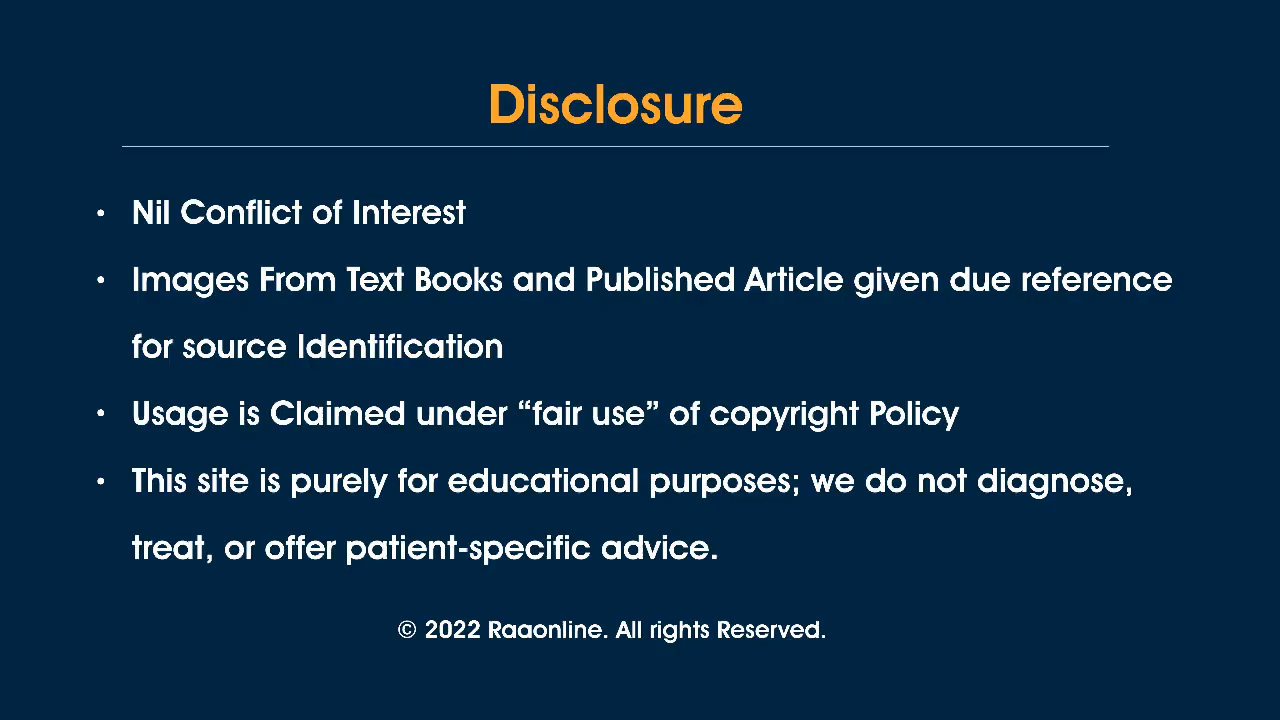 Disclosure
• Nil Conflict of Interest
• Images From Text Books and Published Article given due reference
for source Identification
• Usage is Claimed under “fair use” of copyright Policy
• This site is purely for educational purposes; we do not diagnose,
treat, or offer patient-specific advice.
© 2022 Raaonline. All rights Reserved.